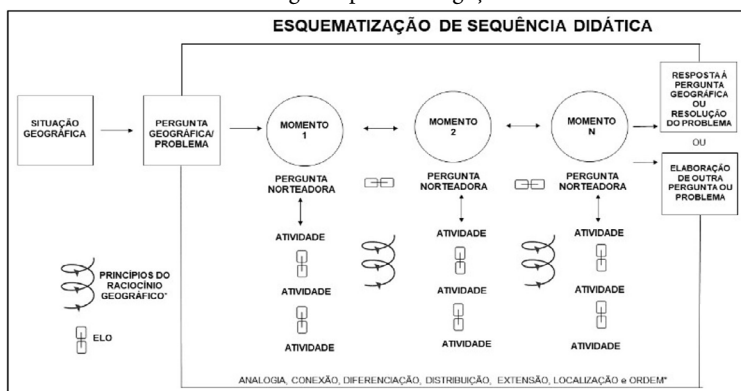 ESQUEMATIZAÇÃO DE SEQUÊNCIA DIDÁTICA
SITUAÇÃO
GEOGRÁFICA
PERGUNTA
GEOGRÁFICA/
PROBLEMA
MOMENTO
1
MOMENTO
2
MOMENTO
N
RESPOSTA À
PERGUNTA
GEOGRÁFICA
OU
RESOLUÇÃO
DO PROBLEMA
OU
ELABORAÇÃO
DE OUTRA
PERGUNTA OU
PROBLEMA
PERGUNTA
NORTEADORA
PERGUNTA
NORTEADORA
PERGUNTA
NORTEADORA
ATIVIDADE
ATIVIDADE
ATIVIDADE
ATIVIDADE
ATIVIDADE
ATIVIDADE
ATIVIDADE
ATIVIDADE
ATIVIDADE
PRINCÍPIOS DO
RACIOCÍNIO
GEOGRÁFICO*
ELO
ANALOGIA, CONEXÃO, DIFERENCIAÇÃO, DISTRIBUIÇÃO, EXTENSÃO, LOCALIZAÇÃO e ORDEM*